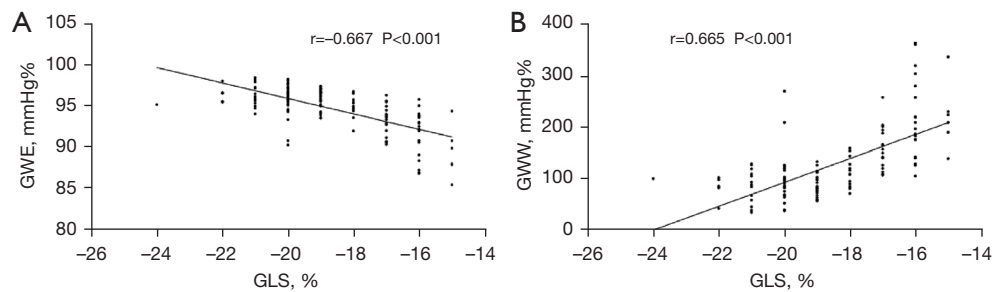 A
r=–0.667 P<0.001
GWE, mmHg%
105
100
95
90
85
80
–26 –24 –22 –20 –18 –16 –14
GLS, %
B
r=0.665 P<0.001
GWW, mmHg%
400
300
200
100
0
–26 –24 –22 –20 –18 –16 –14
GLS, %